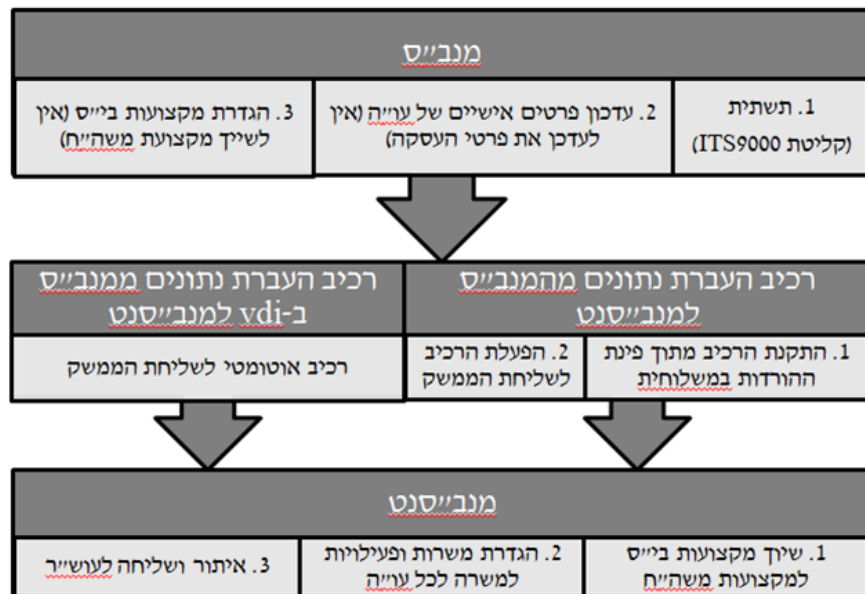 מנב״ס
1. תשתית
(קליטת ITS9000)
2. עדכון פרטים אישיים של עו״ה (אין
לעדכן את פרטי העסקה)
3. הגדרת מקצועות בי״ס (אין
לשייך מקצועת משה״ח)
רכיב העברת נתונים מהמנב״ס
למנב״סנט
1. התקנת הרכיב מתוך פינת
ההורדות במשלוחית
2. הפעלת הרכיב
לשליחת הממשק
רכיב העברת נתונים ממנב״ס
ב-vdi למנב״סנט
רכיב אוטומטי לשליחת הממשק
מנב״סנט
1. שיוך מקצועות בי״ס
למקצועות משה״ח
2. הגדרת משרות ופעילויות
למשרה לכל עו״ה
3. איתור ושליחה לעוש״ר